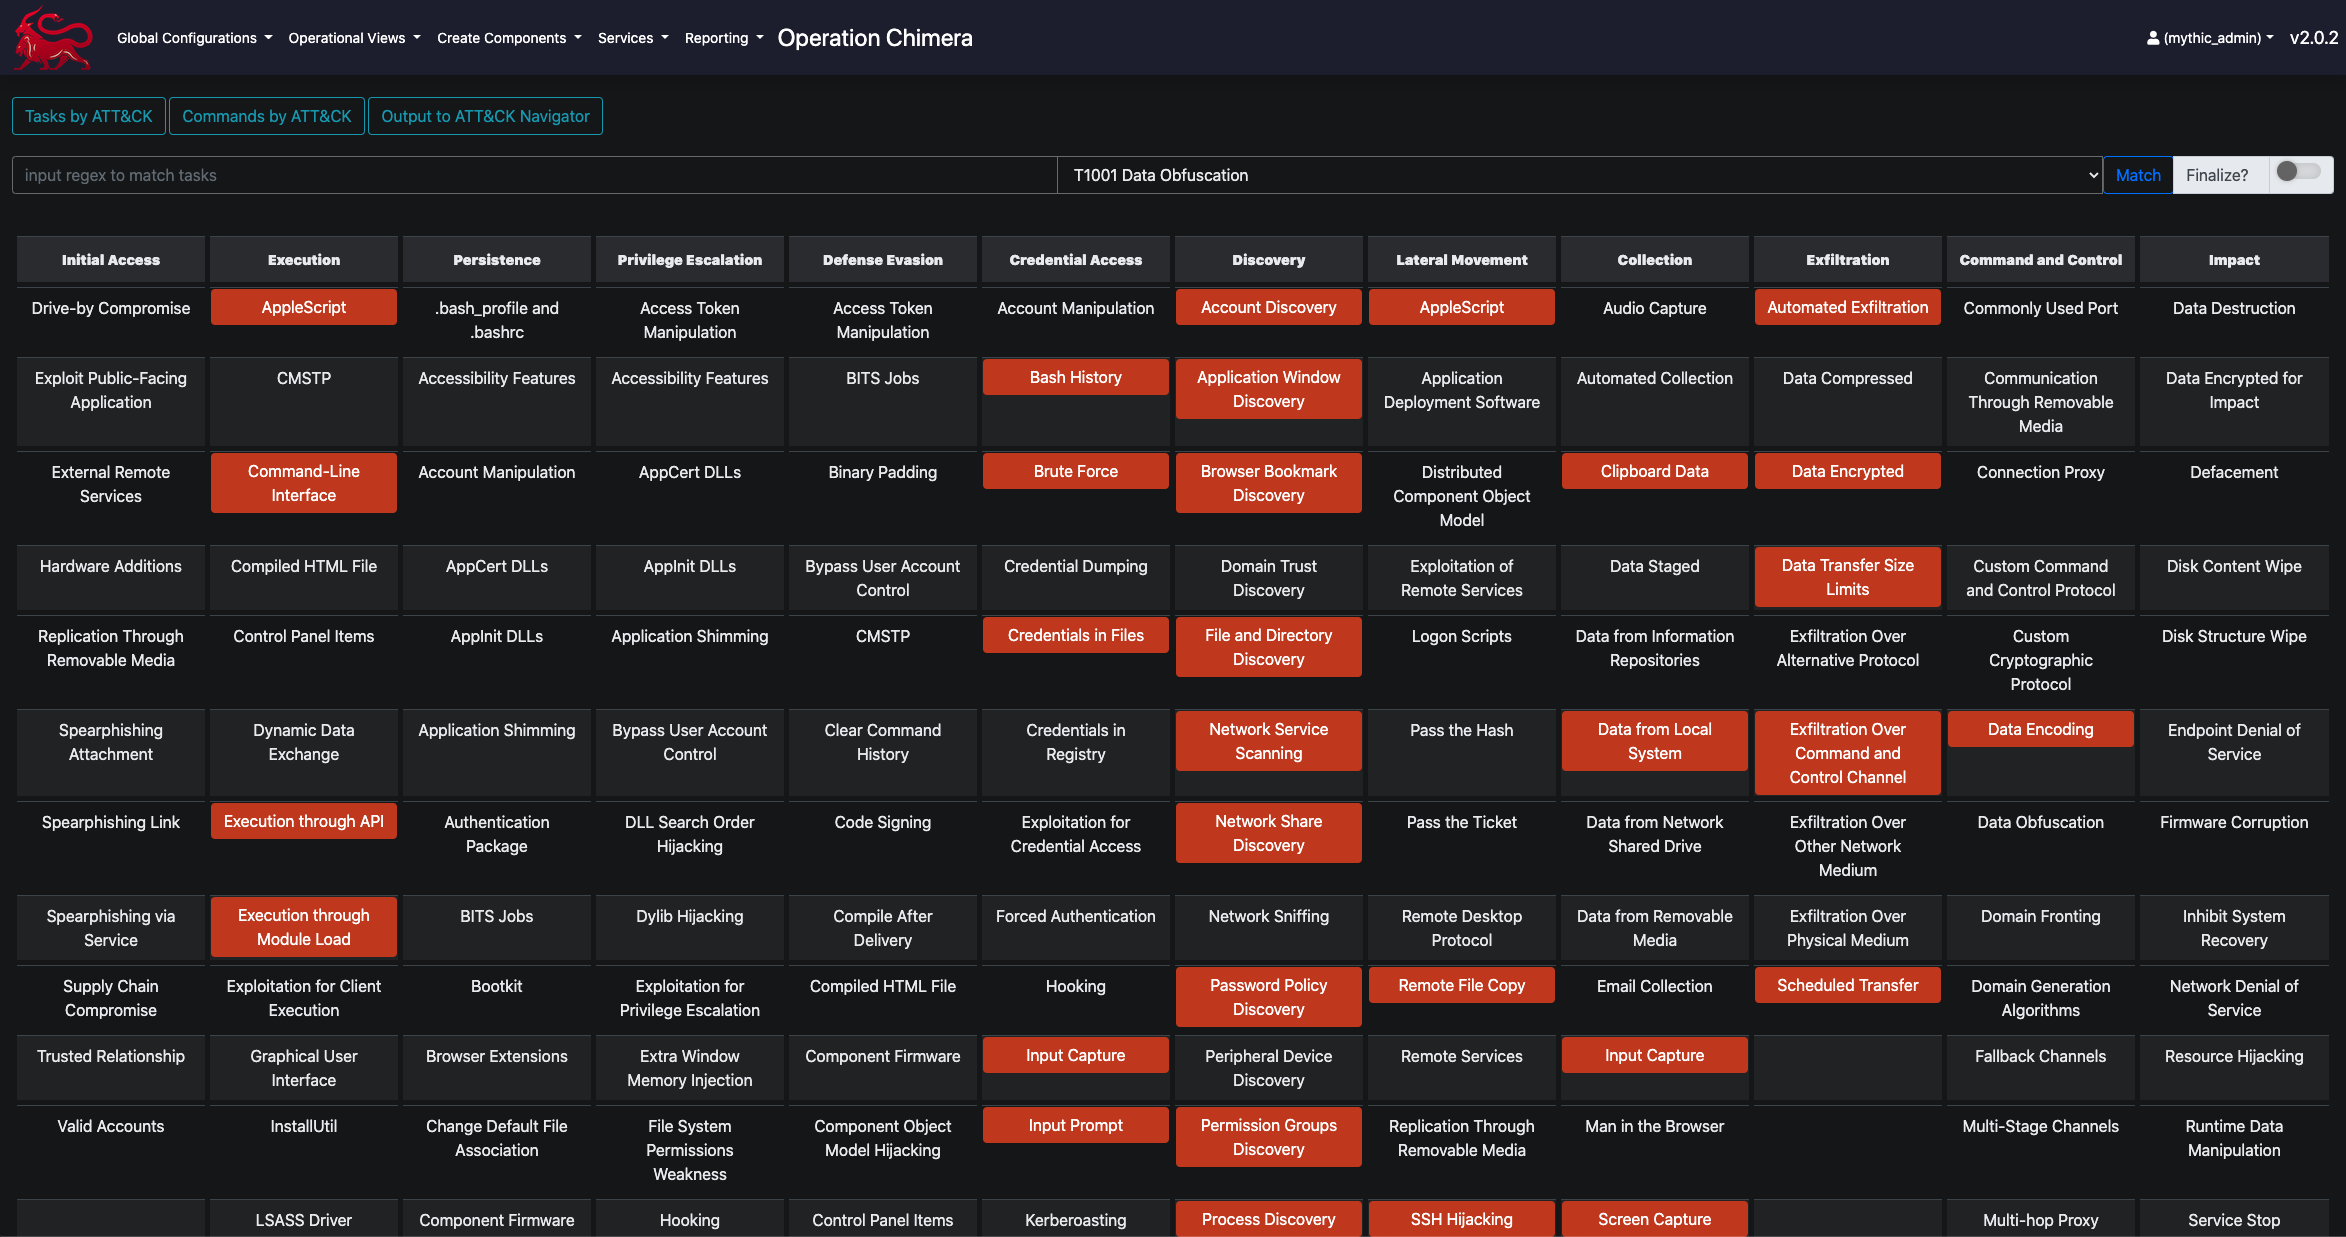 Global Configurations Operational Views Create Components Services Reporting Operation Chimera (mythic_admin) v2.0.2
Tasks by ATT&CK Commands by ATT&CK Output to ATT&CK Navigator
input regex to match tasks T1001 Data Obfuscation Match Finalize?
Initial Access Execution Persistence Privilege Escalation Defense Evasion Credential Access Discovery Lateral Movement Collection Exfiltration Command and Control Impact
Drive-by Compromise AppleScript .bash_profile and Access Token Access Token Account Manipulation Account Discovery AppleScript Audio Capture Automated Exfiltration Commonly Used Port Data Destruction
.bashrc Manipulation Manipulation
Exploit Public-Facing CMSTP Accessibility Features Accessibility Features BITS Jobs Bash History Application Window Application Automated Collection Data Compressed Communication Data Encrypted for
Application Discovery Deployment Software Through Removable Impact
Media
External Remote Command-Line Account Manipulation AppCert DLLs Binary Padding Brute Force Browser Bookmark Distributed Clipboard Data Data Encrypted Connection Proxy Defacement
Services Interface Discovery Component Object
Model
Hardware Additions Compiled HTML File AppCert DLLs AppInit DLLs Bypass User Account Credential Dumping Domain Trust Exploitation of Data Staged Data Transfer Size Custom Command Disk Content Wipe
Control Discovery Remote Services Limits and Control Protocol
Replication Through Control Panel Items AppInit DLLs Application Shimming CMSTP Credentials in Files File and Directory Logon Scripts Data from Information Exfiltration Over Custom Disk Structure Wipe
Removable Media Discovery Repositories Alternative Protocol Cryptographic
Protocol
Spearphishing Dynamic Data Application Shimming Bypass User Account Clear Command Credentials in Network Service Pass the Hash Data from Local Exfiltration Over Data Encoding Endpoint Denial of
Attachment Exchange Control History Registry Scanning System Command and Service
Control Channel
Spearphishing Link Execution through API Authentication DLL Search Order Code Signing Exploitation for Network Share Pass the Ticket Data from Network Exfiltration Over Data Obfuscation Firmware Corruption
Package Hijacking Credential Access Discovery Shared Drive Other Network
Medium
Spearphishing via Execution through BITS Jobs Dylib Hijacking Compile After Forced Authentication Network Sniffing Remote Desktop Data from Removable Exfiltration Over Domain Fronting Inhibit System
Service Module Load Delivery Protocol Media Physical Medium Recovery
Supply Chain Exploitation for Client Bootkit Exploitation for Compiled HTML File Hooking Password Policy Remote File Copy Email Collection Scheduled Transfer Domain Generation Network Denial of
Compromise Execution Privilege Escalation Discovery Algorithms Service
Trusted Relationship Graphical User Browser Extensions Extra Window Component Firmware Input Capture Peripheral Device Remote Services Input Capture Fallback Channels Resource Hijacking
Interface Memory Injection Discovery
Valid Accounts InstallUtil Change Default File File System Component Object Input Prompt Permission Groups Replication Through Man in the Browser Multi-Stage Channels Runtime Data
Association Permissions Model Hijacking Discovery Removable Media Manipulation
Weakness
LSASS Driver Component Firmware Hooking Control Panel Items Kerberoasting Process Discovery SSH Hijacking Screen Capture Multi-hop Proxy Service Stop